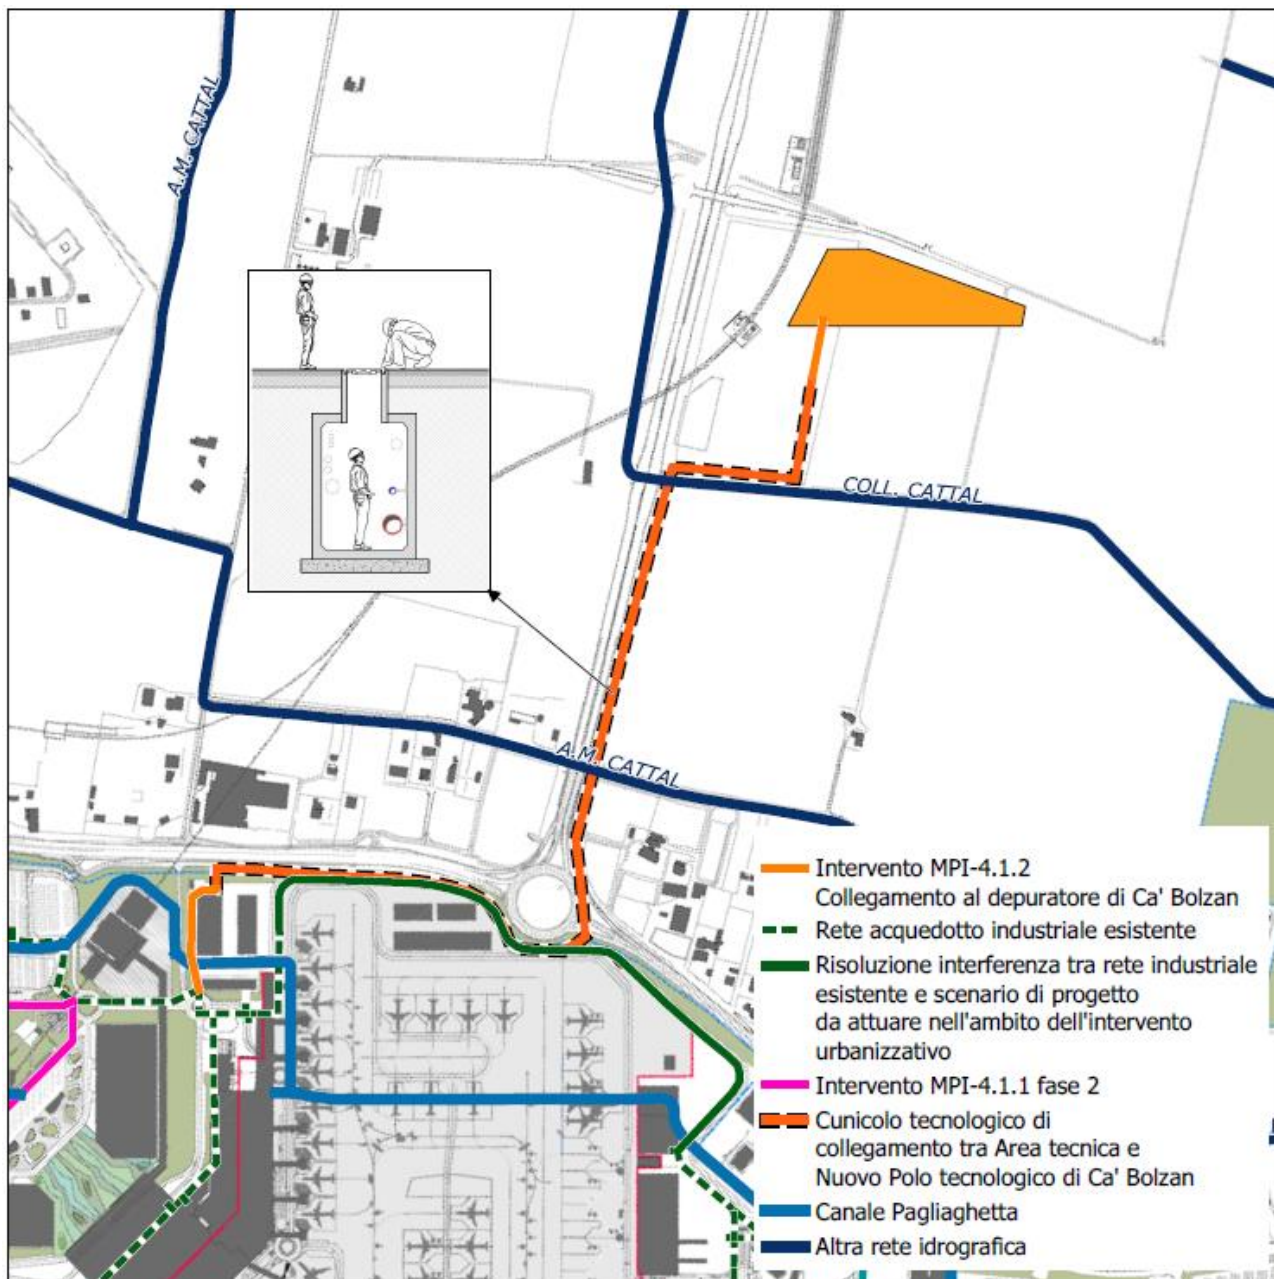 A.M. CATTAL
COLL. CATTAL
A.M. CATTAL
Intervento MPI-4.1.2
Collegamento al depuratore di Ca' Bolzan
Rete acquedotto industriale esistente
Risoluzione interferenza tra rete industriale
esistente e scenario di progetto
da attuare nell'ambito dell'intervento
urbanizzativo
Intervento MPI-4.1.1 fase 2
Cunicolo tecnologico di
collegamento tra Area tecnica e
Nuovo Polo tecnologico di Ca' Bolzan
Canale Pagliaghetta
Altra rete idrografica